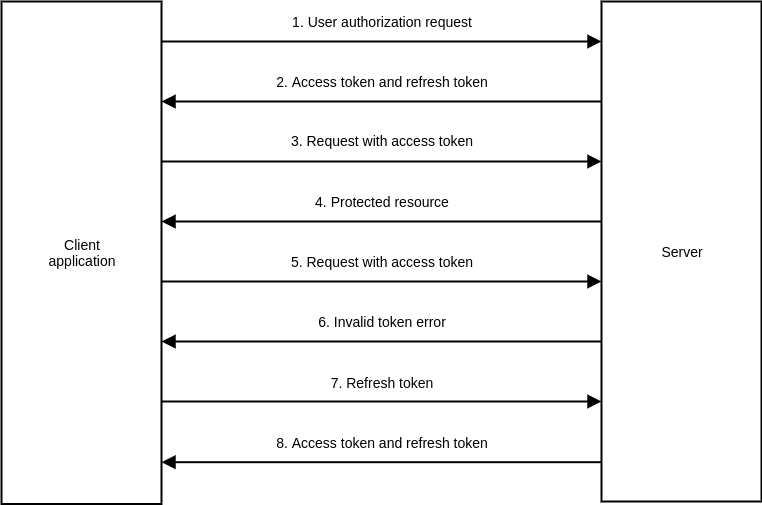 1. User authorization request
2. Access token and refresh token
3. Request with access token
4. Protected resource
Client
application
Server
5. Request with access token
6. Invalid token error
7. Refresh token
8. Access token and refresh token